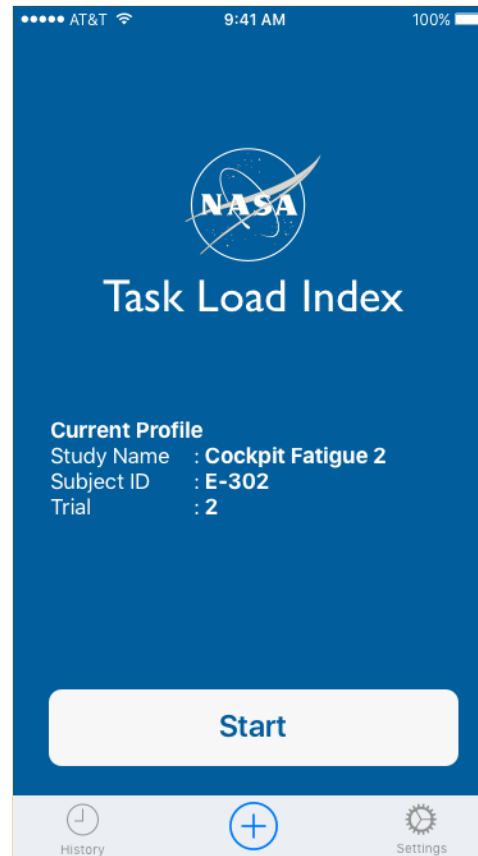 AT&T 9:41 AM 100%
NASA
Task Load Index
Current Profile
Study Name : Cockpit Fatigue 2
Subject ID : E-302
Trial : 2
Start
History Settings